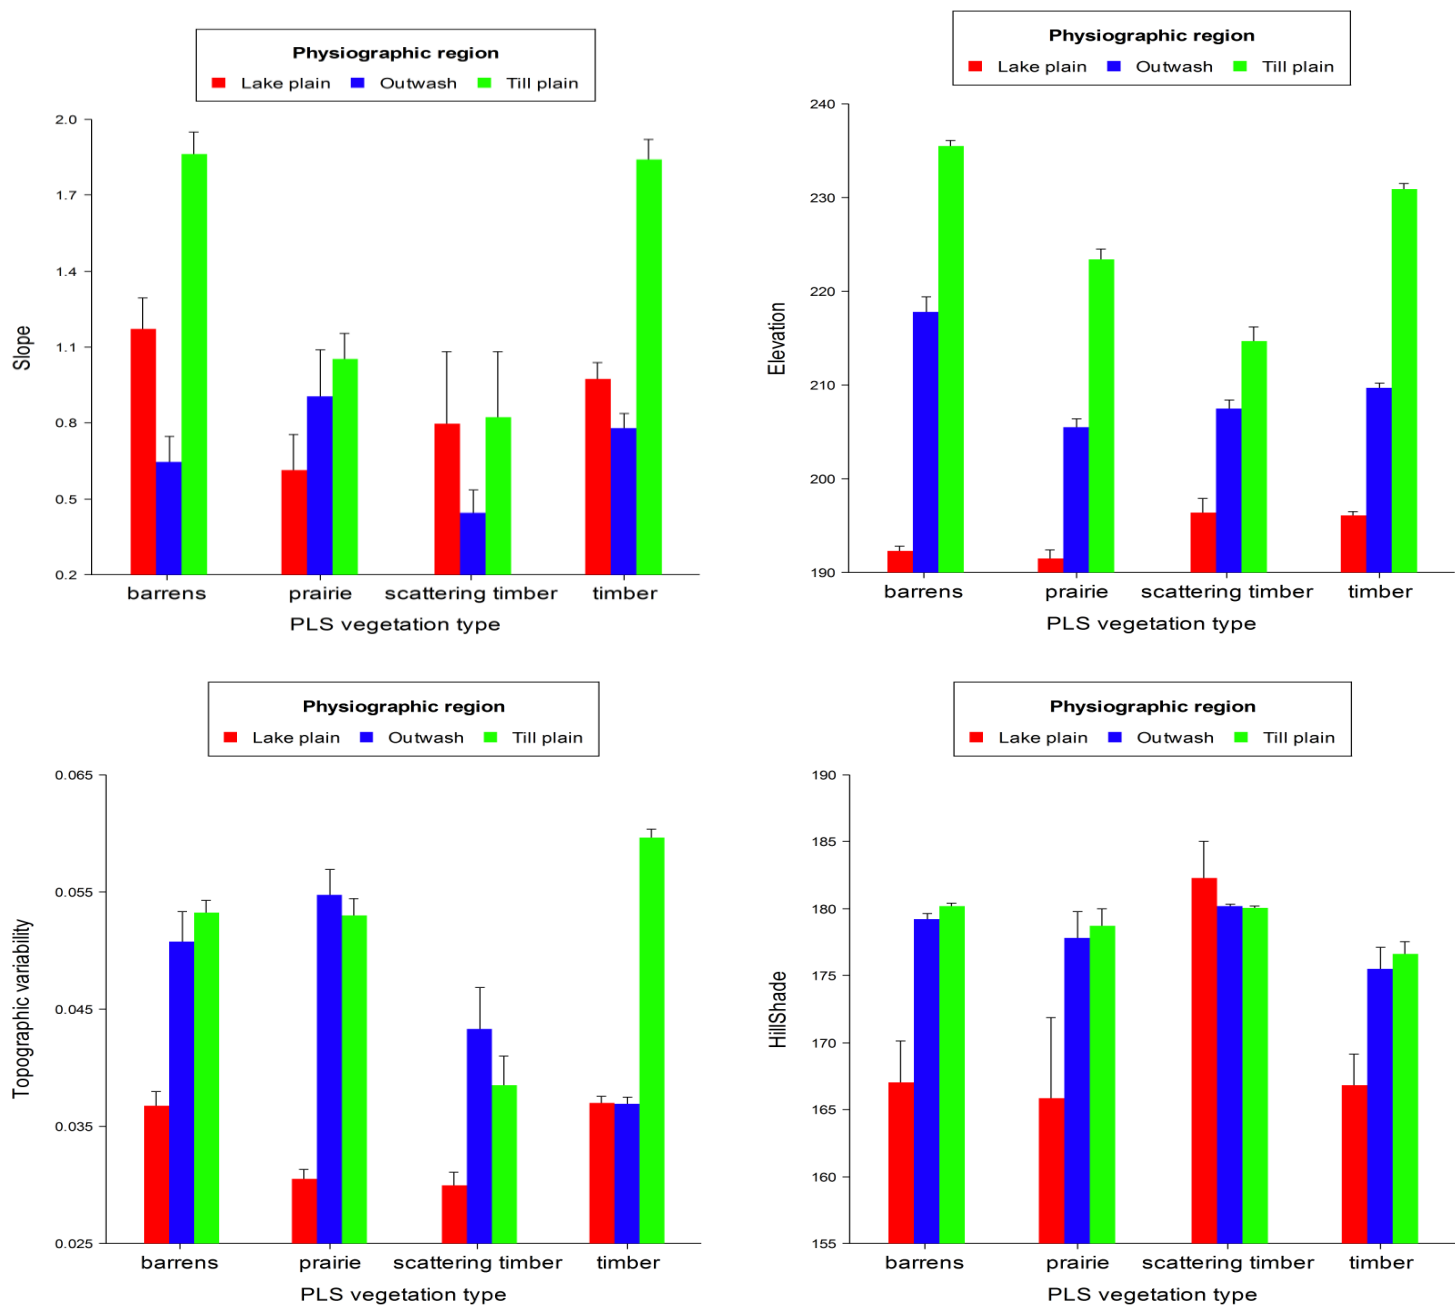 Physiographic region
Lake plain Outwash Till plain
2.0
1.7
1.4
1.1
0.8
0.5
0.2
Slope
barrens prairie scattering timber timber
PLS vegetation type
Physiographic region
Lake plain Outwash Till plain
240
230
220
210
200
190
Elevation
barrens prairie scattering timber timber
PLS vegetation type
Physiographic region
Lake plain Outwash Till plain
0.065
0.055
0.045
0.035
0.025
Topographic variability
barrens prairie scattering timber timber
PLS vegetation type
Physiographic region
Lake plain Outwash Till plain
190
185
180
175
170
165
160
155
HillShade
barrens prairie scattering timber timber
PLS vegetation type